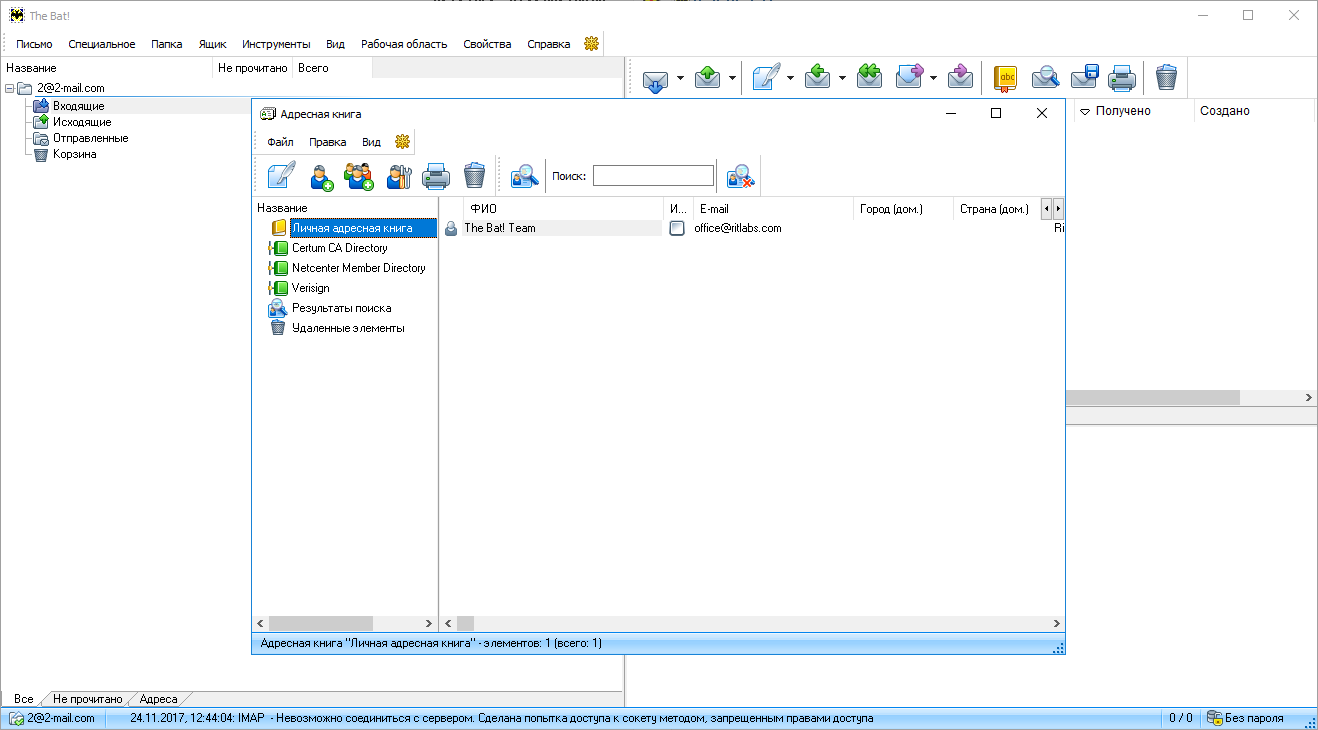 The Bat!
Письмо Специальное Папка Ящик Инструменты Вид Рабочая область Свойства Справка
Название Не прочитано Всего
2@2-mail.com
Входящие
Исходящие
Отправленные
Корзина
abc
Получено Создано
Адресная книга
Файл Правка Вид
Поиск:
Название
Личная адресная книга
Certum CA Directory
Netcenter Member Directory
Verisign
Результаты поиска
Удаленные элементы
ФИО И... E-mail Город (дом.) Страна (дом.)
The Bat! Team office@ritlabs.com Ri
Адресная книга "Личная адресная книга" - элементов: 1 (всего: 1)
Все Не прочитано Адреса
2@2-mail.com 24.11.2017, 12:44:04: IMAP - Невозможно соединиться с сервером. Сделана попытка доступа к сокету методом, запрещенным правами доступа 0 / 0 Без пароля